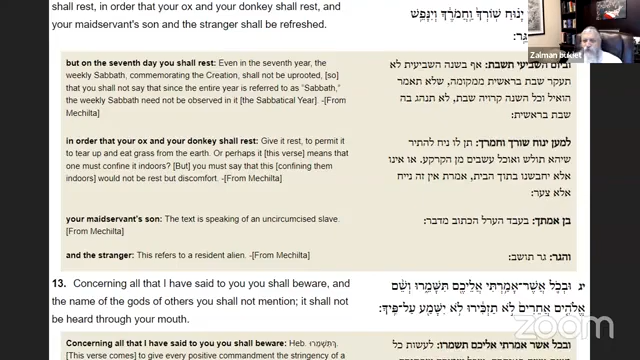 shall rest, in order that your ox and your donkey shall rest, and
your maidservant's son and the stranger shall be refreshed.
יָנ֣וּחַ שֽׁוֹרְךָ֮ וַֽחֲמֹרֶ֒ךָ֒ וְיִנָּפֵ֥שׁ
גֵּֽר׃
but on the seventh day you shall rest: Even in the seventh year, the
weekly Sabbath, commemorating the Creation, shall not be uprooted, [so]
that you shall not say that since the entire year is referred to as "Sabbath,"
the weekly Sabbath need not be observed in it [the Sabbatical Year]. -[From
Mechilta]
וביום השביעי תשבת: אף בשנה השביעית לא
תעקר שבת בראשית ממקומה, שלא תאמר
הואיל וכל השנה קרויה שבת, לא תנהג בה
שבת בראשית:
in order that your ox and your donkey shall rest: Give it rest, to permit it
to tear up and eat grass from the earth. Or perhaps it [this verse] means that
one must confine it indoors? [But] you must say that this [confining them
indoors] would not be rest but discomfort. -[From Mechilta]
למען ינוח שורך וחמרך: תן לו ניח להתיר
שיהא תולש ואוכל עשבים מן הקרקע. או אינו
אלא יחבשנו בתוך הבית, אמרת אין זה נייח
אלא צער:
your maidservant's son: The text is speaking of an uncircumcised slave.
[From Mechilta]
בן אמתך: בעבד הערל הכתוב מדבר:
and the stranger: This refers to a resident alien. -[From Mechilta]
והגר: גר תושב:
13. Concerning all that I have said to you you shall beware, and
the name of the gods of others you shall not mention; it shall not
be heard through your mouth.
יג וּבְכֹ֛ל אֲשֶׁר־אָמַ֥רְתִּי אֲלֵיכֶ֖ם תִּשָּׁמֵ֑רוּ וְשֵׁ֨ם
אֱלֹהִ֤ים אֲחֵרִים֙ לֹ֣א תַזְכִּ֔ירוּ לֹ֥א יִשָּׁמַ֖ע עַל־פִּֽיךָ׃
Concerning all that I have said to you you shall beware: Heb. תִּשָּׁמֵרוּ.
[This verse comes] to give every positive commandment the stringency of
ובכל אשר אמרתי אליכם תשמרו: לעשות כל
zoom